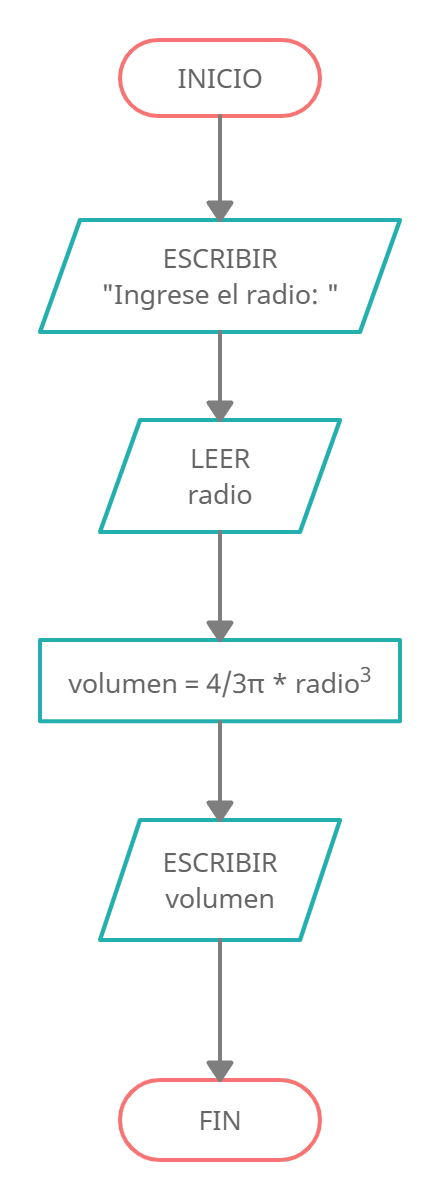 INICIO
ESCRIBIR
"Ingrese el radio: "
LEER
radio
volumen = 4/3π * radio³
ESCRIBIR
volumen
FIN